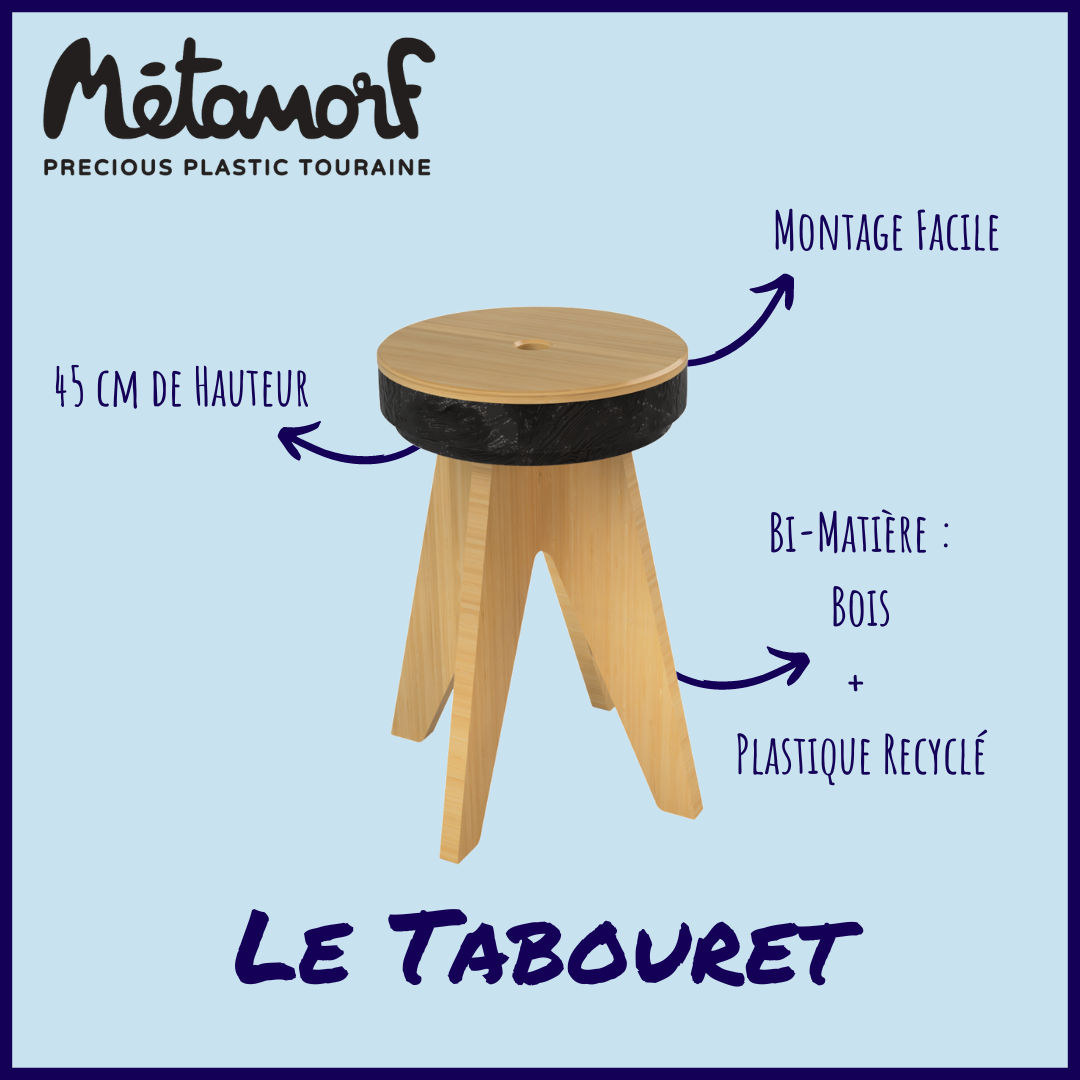 Métamorf
PRECIOUS PLASTIC TOURAINE
Montage Facile
45 cm de Hauteur
Bi-Matière :
Bois
+
Plastique Recyclé
Le Tabouret